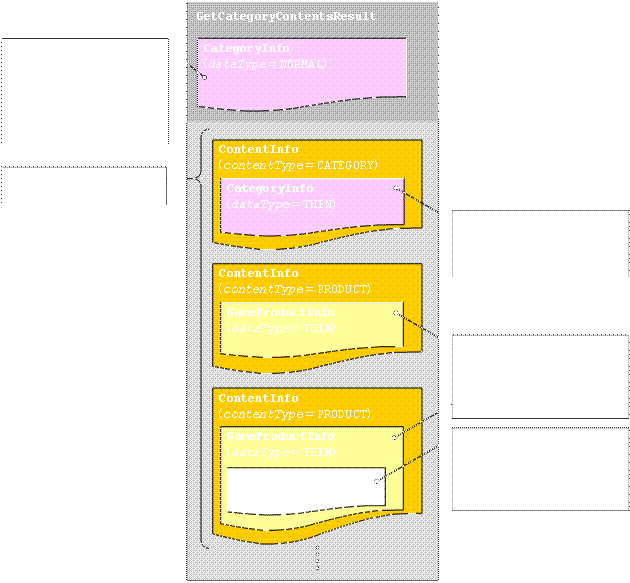 GetCategoryContentsResult
CategoryInfo
(dataType=NORMAL)
ContentInfo
(contentType=CATEGORY)
CategoryInfo
(dataType=THIN)
ContentInfo
(contentType=PRODUCT)
GameProductInfo
(dataType=THIN)
ContentInfo
(contentType=PRODUCT)
GameProductInfo
(dataType=THIN)